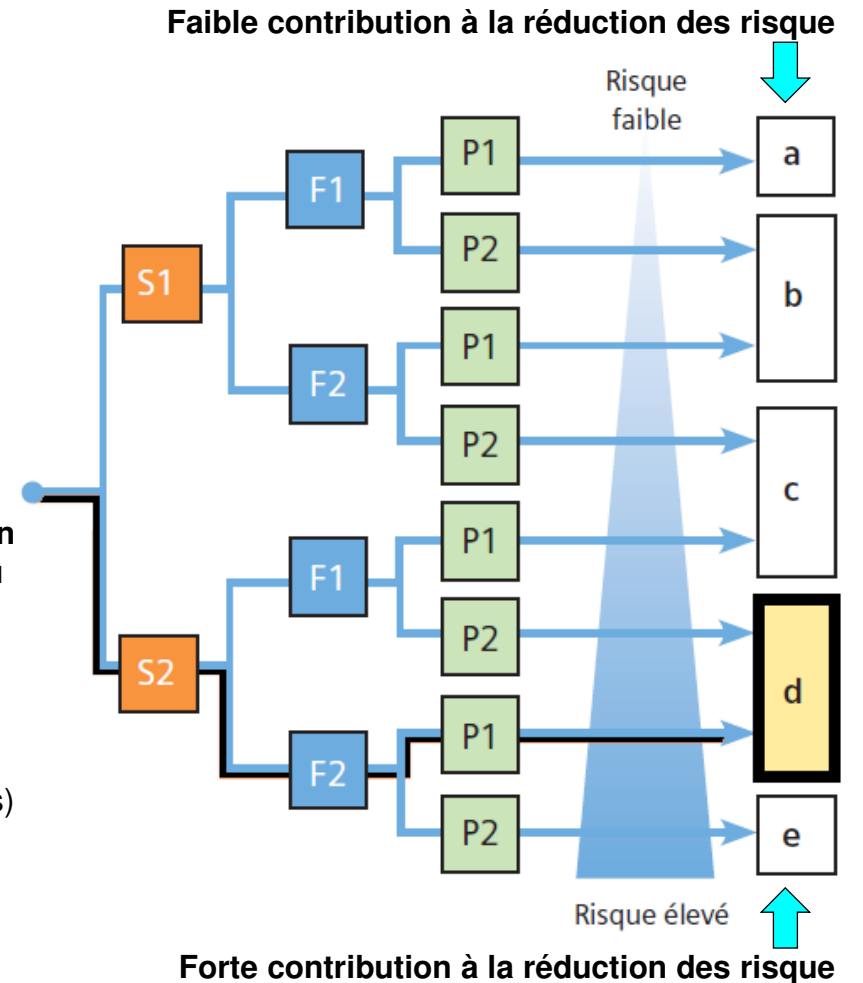 Faible contribution à la réduction des risque
Risque
faible
P1
a
F1
P2
S1
b
P1
F2
P2
c
n
P1
F1
P2
S2
d
P1
F2
s)
P2
e
Risque élevé
Forte contribution à la réduction des risque